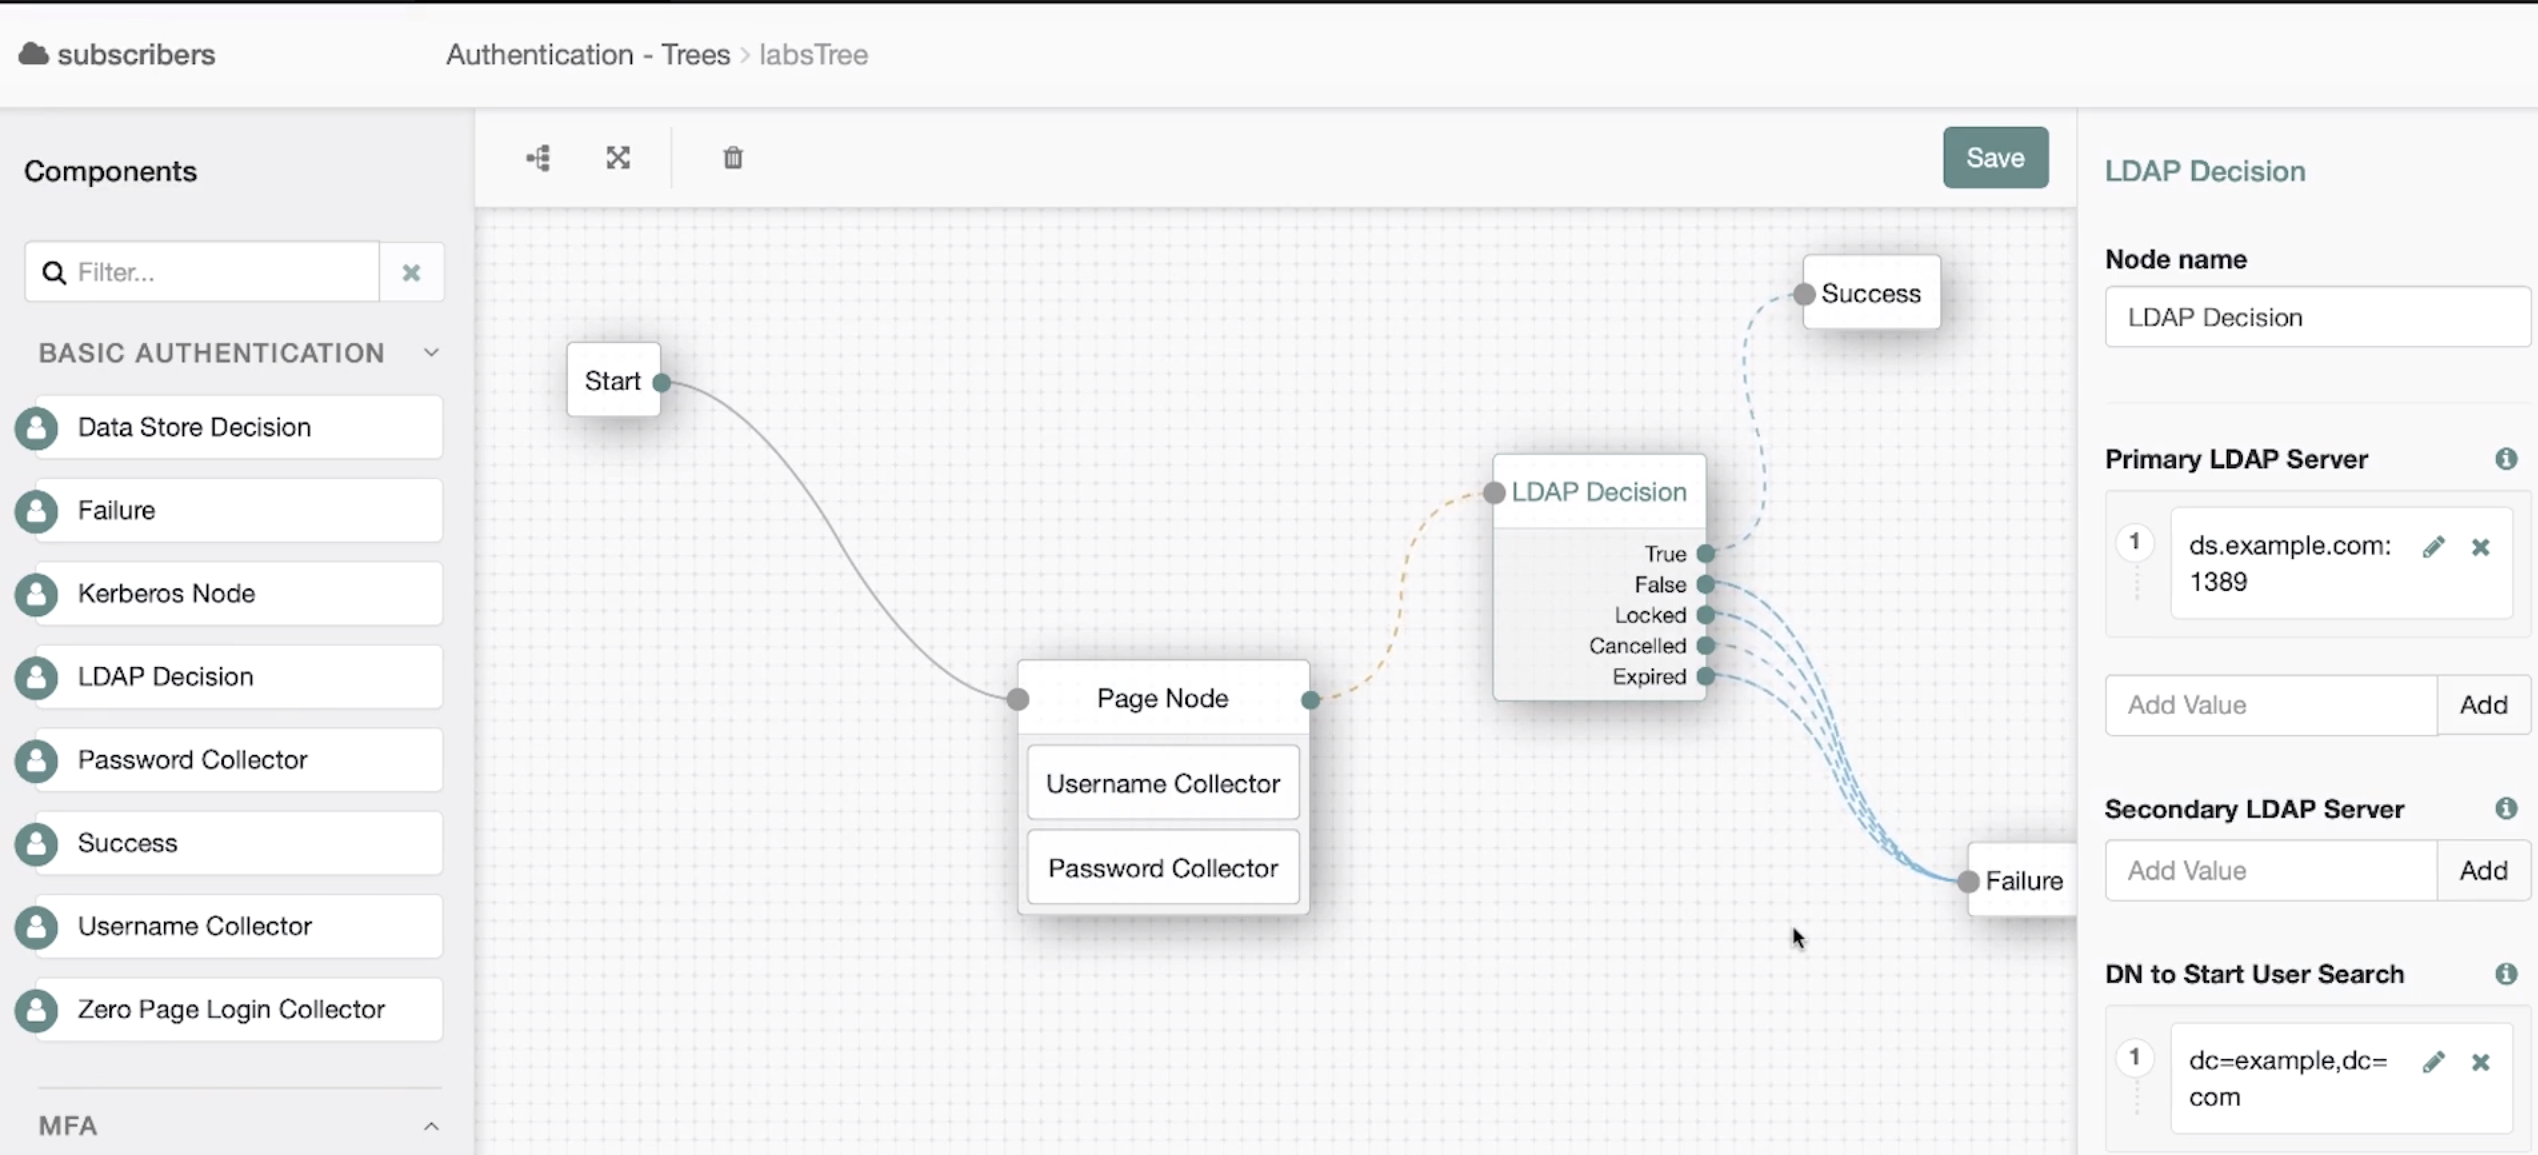 subscribers
Authentication - Trees > labsTree
Components
Filter...
BASIC AUTHENTICATION
Data Store Decision
Failure
Kerberos Node
LDAP Decision
Password Collector
Success
Username Collector
Zero Page Login Collector
MFA
Save
Start
Page Node
Username Collector
Password Collector
LDAP Decision
True
False
Locked
Cancelled
Expired
Success
Failure
LDAP Decision
Node name
LDAP Decision
Primary LDAP Server
1
ds.example.com:
1389
Add Value
Add
Secondary LDAP Server
Add Value
Add
DN to Start User Search
1
dc=example,dc=
com